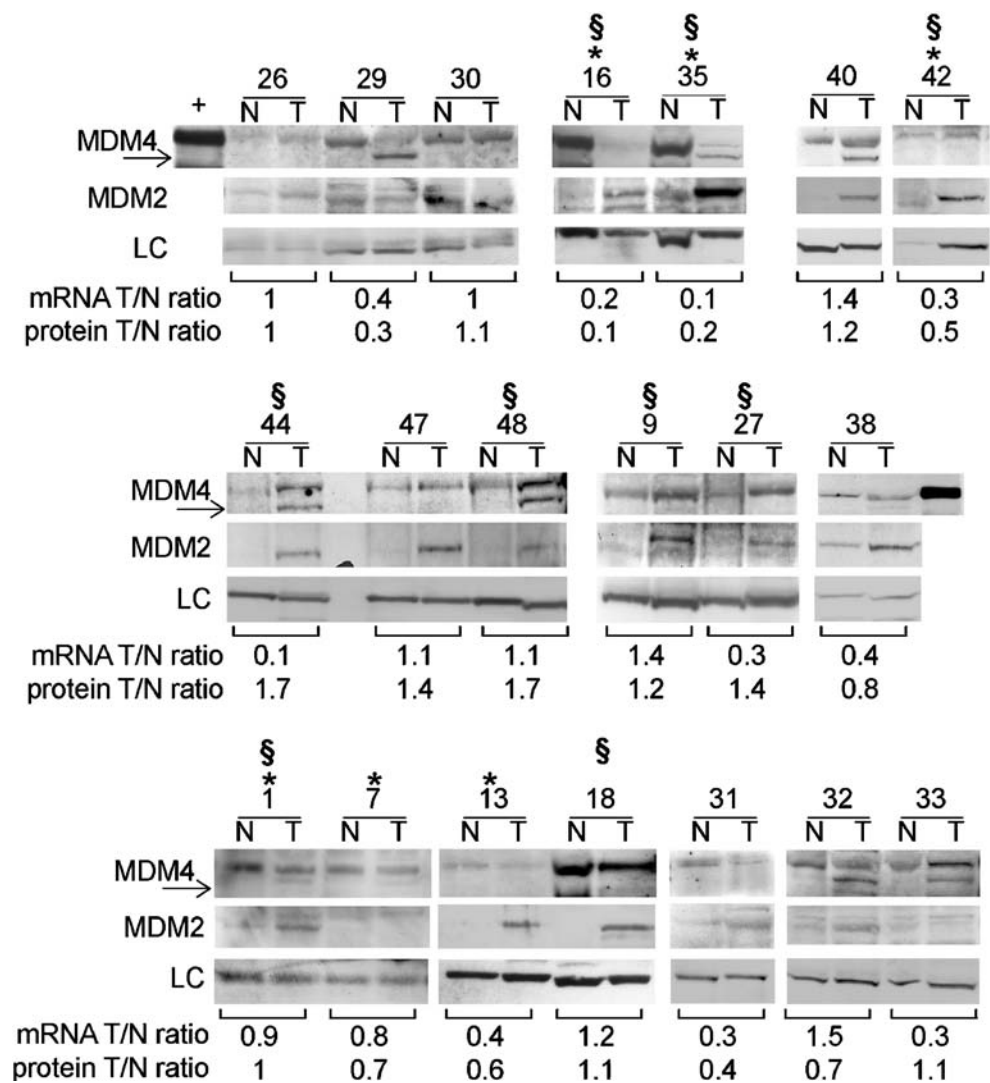 § § §
* * *
26 29 30 16 35 40 42
+ N T N T N T N T N T N T N T
MDM4
MDM2
LC
mRNA T/N ratio 1 0.4 1 0.2 0.1 1.4 0.3
protein T/N ratio 1 0.3 1.1 0.1 0.2 1.2 0.5
§ § § §
44 47 48 9 27 38
N T N T N T N T N T N T
MDM4
MDM2
LC
mRNA T/N ratio 0.1 1.1 1.1 1.4 0.3 0.4
protein T/N ratio 1.7 1.4 1.7 1.2 1.4 0.8
§ §
* * *
1 7 13 18 31 32 33
N T N T N T N T N T N T N T
MDM4
MDM2
LC
mRNA T/N ratio 0.9 0.8 0.4 1.2 0.3 1.5 0.3
protein T/N ratio 1 0.7 0.6 1.1 0.4 0.7 1.1